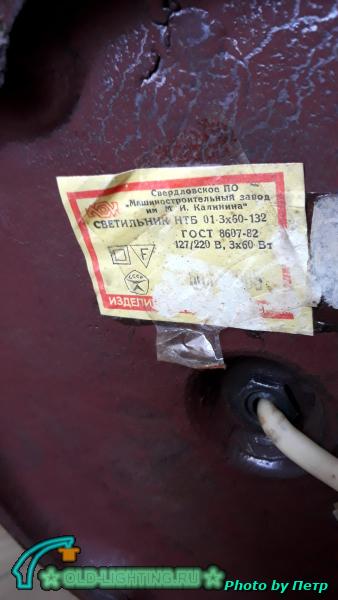 Свердловское ПО
"Машиностроительный завод
им. М. И. Калинина"
СВЕТИЛЬНИК НТБ 01-3х60-132
ГОСТ 8607-82
127/220 В, 3х60 Вт
F
СССР
OLD-LIGHTING.RU
Photo by Петр